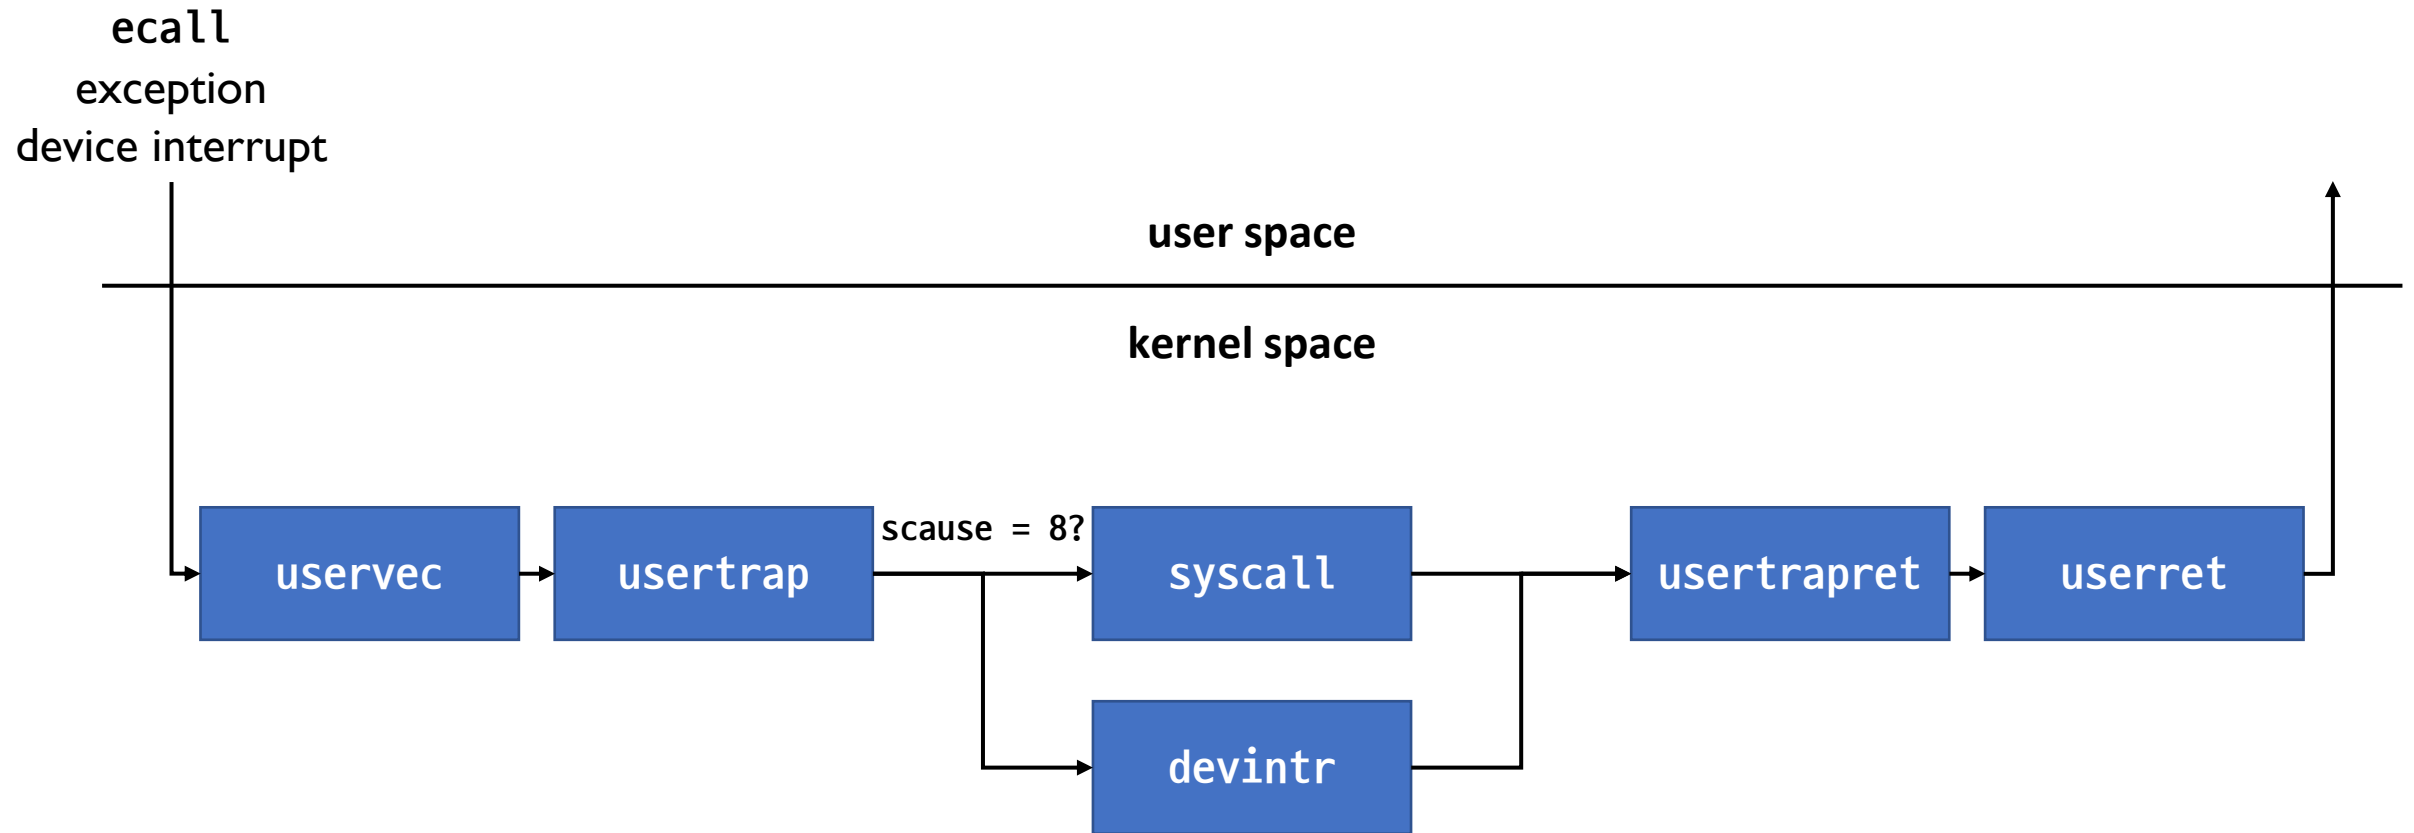 ecall
exception
device interrupt
user space
kernel space
scause = 8?
uservec
usertrap
syscall
usertrapret
userret
devintr